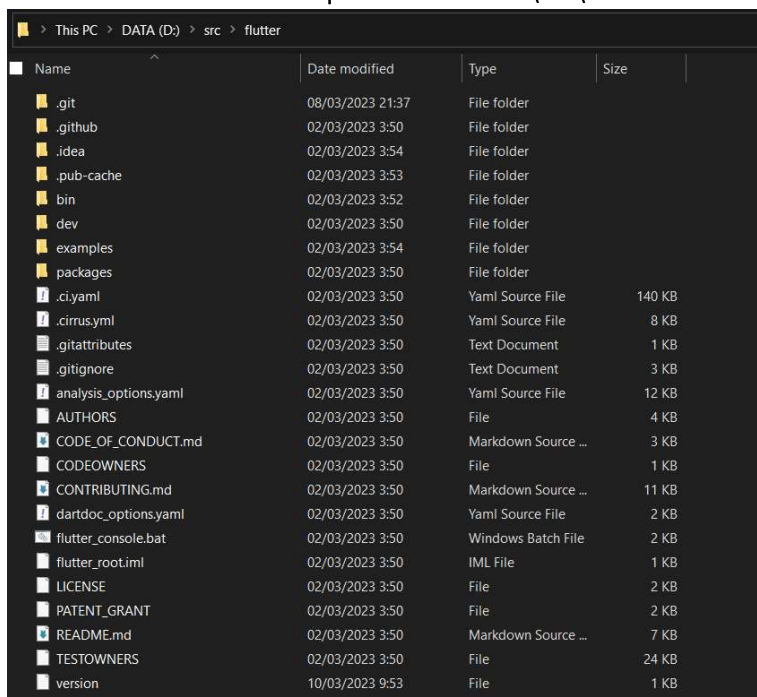 This PC > DATA (D:) > src > flutter
Name Date modified Type Size
.git 08/03/2023 21:37 File folder
.github 02/03/2023 3:50 File folder
.idea 02/03/2023 3:54 File folder
.pub-cache 02/03/2023 3:53 File folder
bin 02/03/2023 3:52 File folder
dev 02/03/2023 3:50 File folder
examples 02/03/2023 3:54 File folder
packages 02/03/2023 3:50 File folder
.ci.yaml 02/03/2023 3:50 Yaml Source File 140 KB
.cirrus.yml 02/03/2023 3:50 Yaml Source File 8 KB
.gitattributes 02/03/2023 3:50 Text Document 1 KB
.gitignore 02/03/2023 3:50 Text Document 3 KB
analysis_options.yaml 02/03/2023 3:50 Yaml Source File 12 KB
AUTHORS 02/03/2023 3:50 File 4 KB
CODE_OF_CONDUCT.md 02/03/2023 3:50 Markdown Source ... 3 KB
CODEOWNERS 02/03/2023 3:50 File 1 KB
CONTRIBUTING.md 02/03/2023 3:50 Markdown Source ... 11 KB
dartdoc_options.yaml 02/03/2023 3:50 Yaml Source File 2 KB
flutter_console.bat 02/03/2023 3:50 Windows Batch File 2 KB
flutter_root.iml 02/03/2023 3:50 IML File 1 KB
LICENSE 02/03/2023 3:50 File 2 KB
PATENT_GRANT 02/03/2023 3:50 File 2 KB
README.md 02/03/2023 3:50 Markdown Source ... 7 KB
TESTOWNERS 02/03/2023 3:50 File 24 KB
version 10/03/2023 9:53 File 1 KB